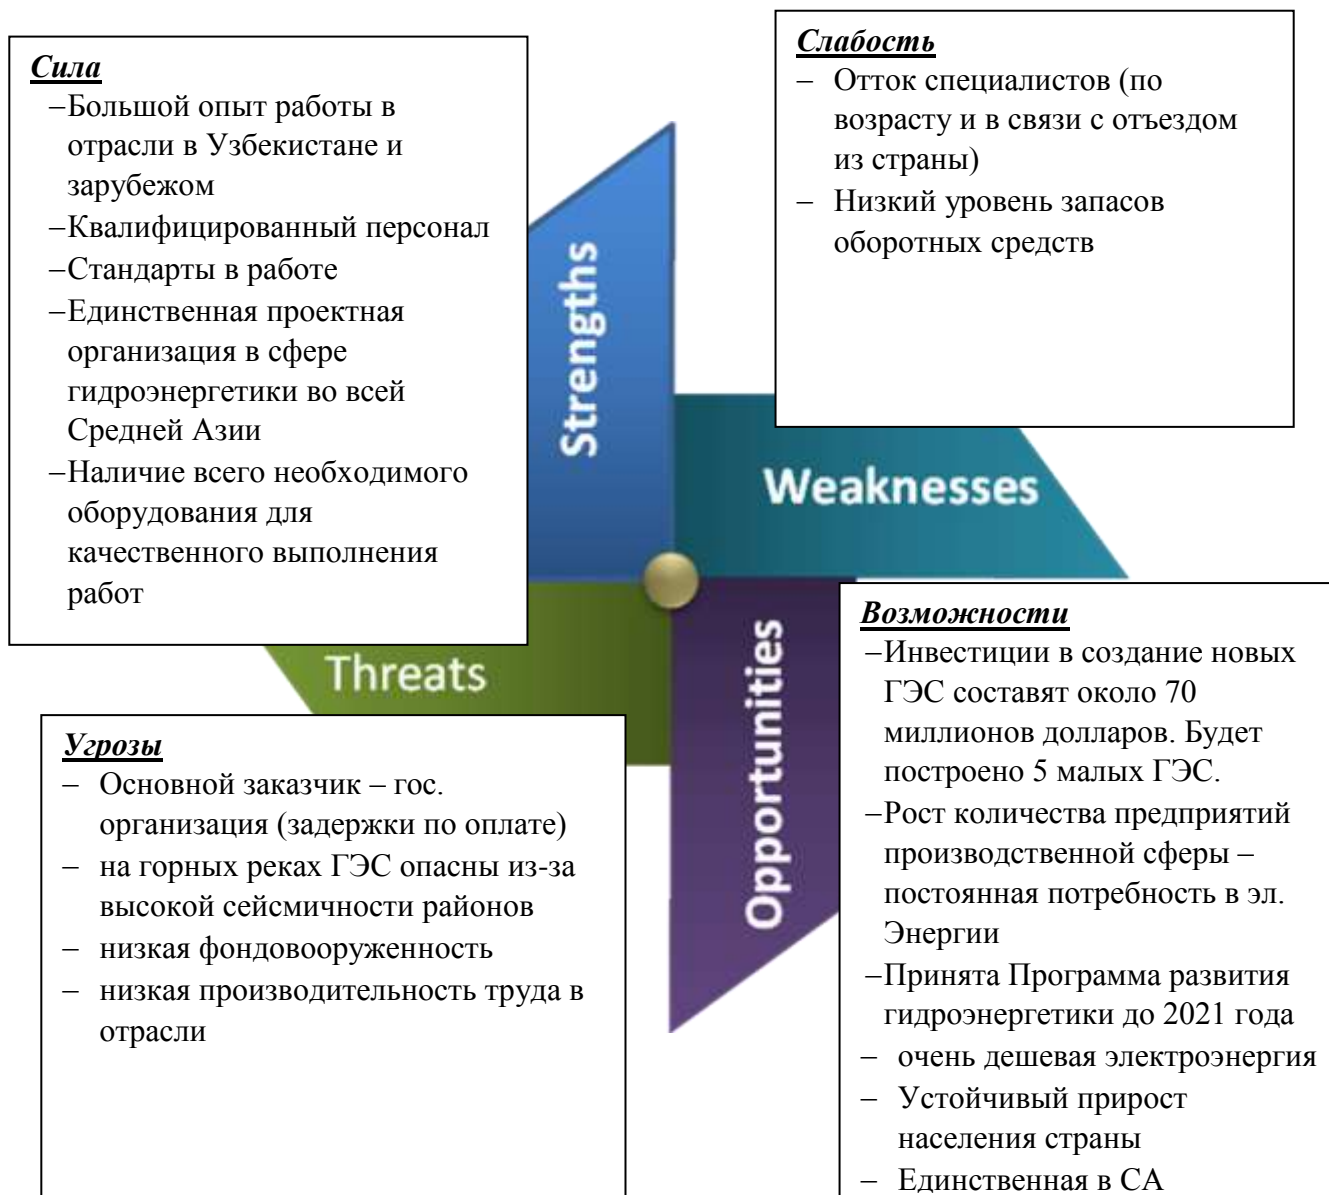 Сила
–Большой опыт работы в
отрасли в Узбекистане и
зарубежом
–Квалифицированный персонал
–Стандарты в работе
–Единственная проектная
организация в сфере
гидроэнергетики во всей
Средней Азии
–Наличие всего необходимого
оборудования для
качественного выполнения
работ
Слабость
– Отток специалистов (по
возрасту и в связи с отъездом
из страны)
– Низкий уровень запасов
оборотных средств
Strengths
Weaknesses
Threats
Opportunities
Угрозы
– Основной заказчик – гос.
организация (задержки по оплате)
– на горных реках ГЭС опасны из-за
высокой сейсмичности районов
– низкая фондовооруженность
– низкая производительность труда в
отрасли
Возможности
–Инвестиции в создание новых
ГЭС составят около 70
миллионов долларов. Будет
построено 5 малых ГЭС.
–Рост количества предприятий
производственной сферы –
постоянная потребность в эл.
Энергии
–Принята Программа развития
гидроэнергетики до 2021 года
– очень дешевая электроэнергия
– Устойчивый прирост
населения страны
– Единственная в СА